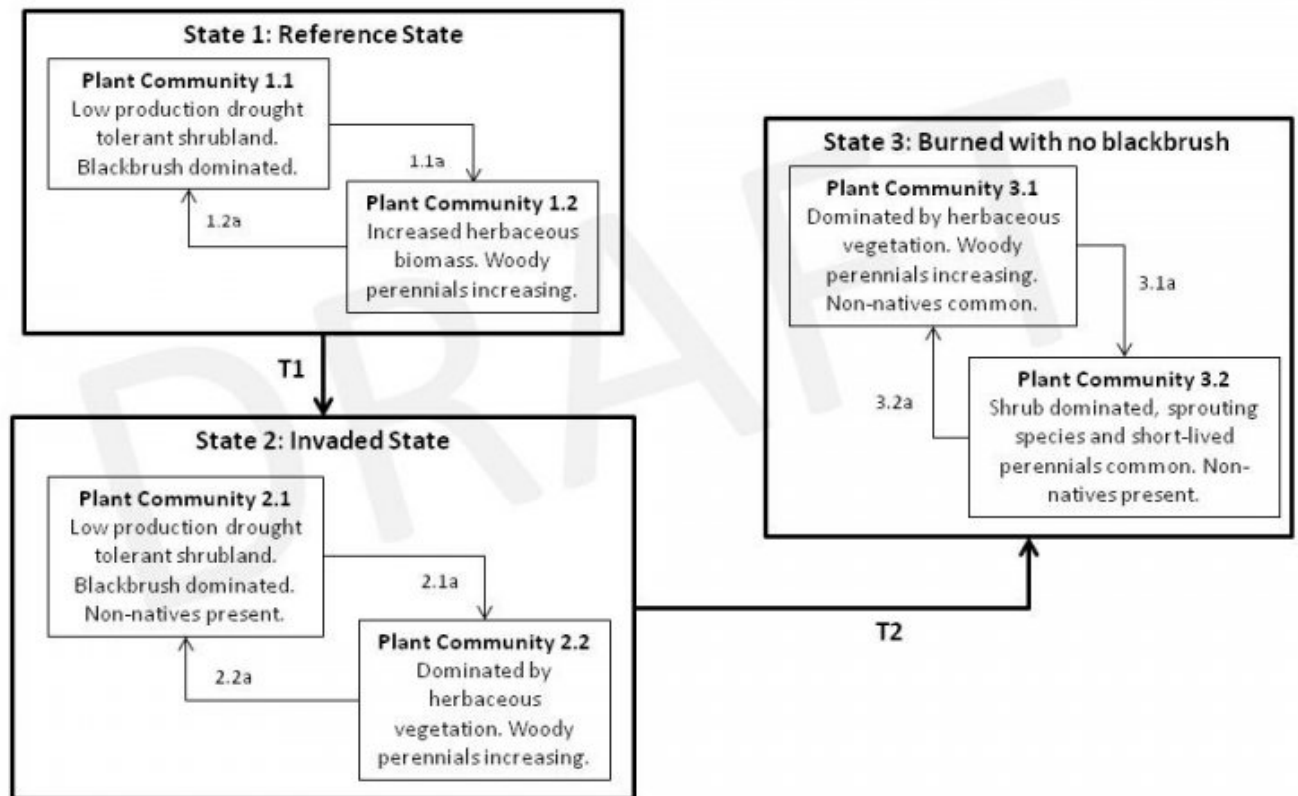 State 1: Reference State
Plant Community 1.1
Low production drought
tolerant shrubland.
Blackbrush dominated.
1.1a
1.2a
Plant Community 1.2
Increased herbaceous
biomass. Woody
perennials increasing.
T1
State 2: Invaded State
Plant Community 2.1
Low production drought
tolerant shrubland.
Blackbrush dominated.
Non-natives present.
2.1a
2.2a
Plant Community 2.2
Dominated by
herbaceous
vegetation. Woody
perennials increasing.
T2
State 3: Burned with no blackbrush
Plant Community 3.1
Dominated by herbaceous
vegetation. Woody
perennials increasing.
Non-natives common.
3.1a
3.2a
Plant Community 3.2
Shrub dominated, sprouting
species and short-lived
perennials common. Non-
natives present.
DRAFT